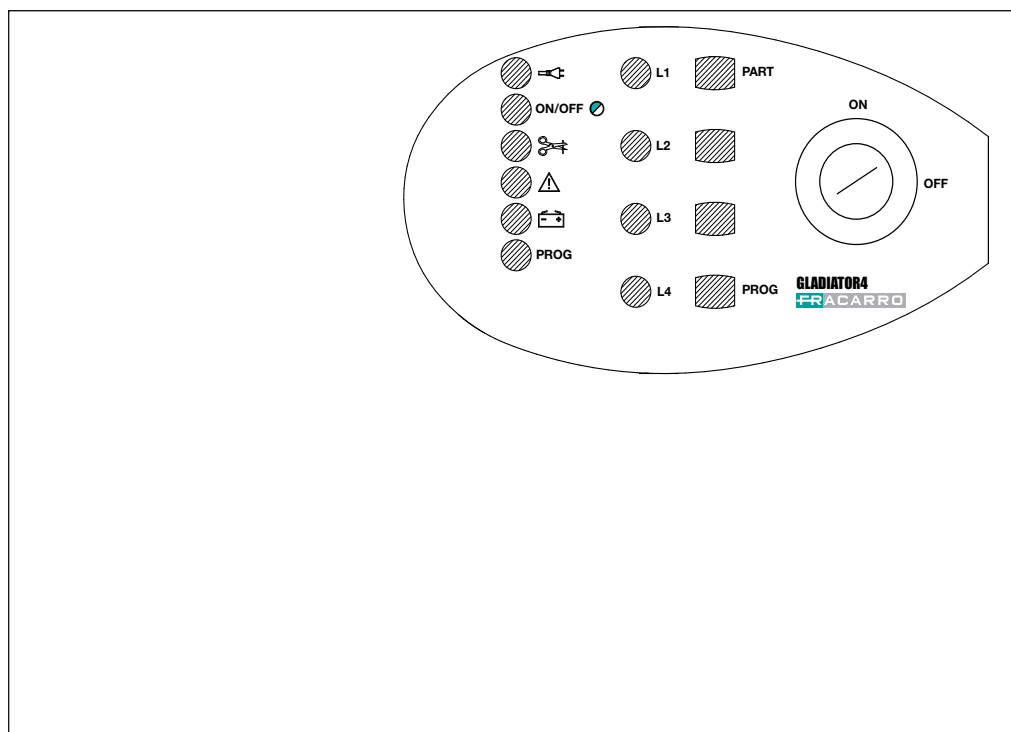 L1 PART
ON/OFF
ON
L2
OFF
L3
PROG
L4 PROG
GLADIATOR4
FRACARRO